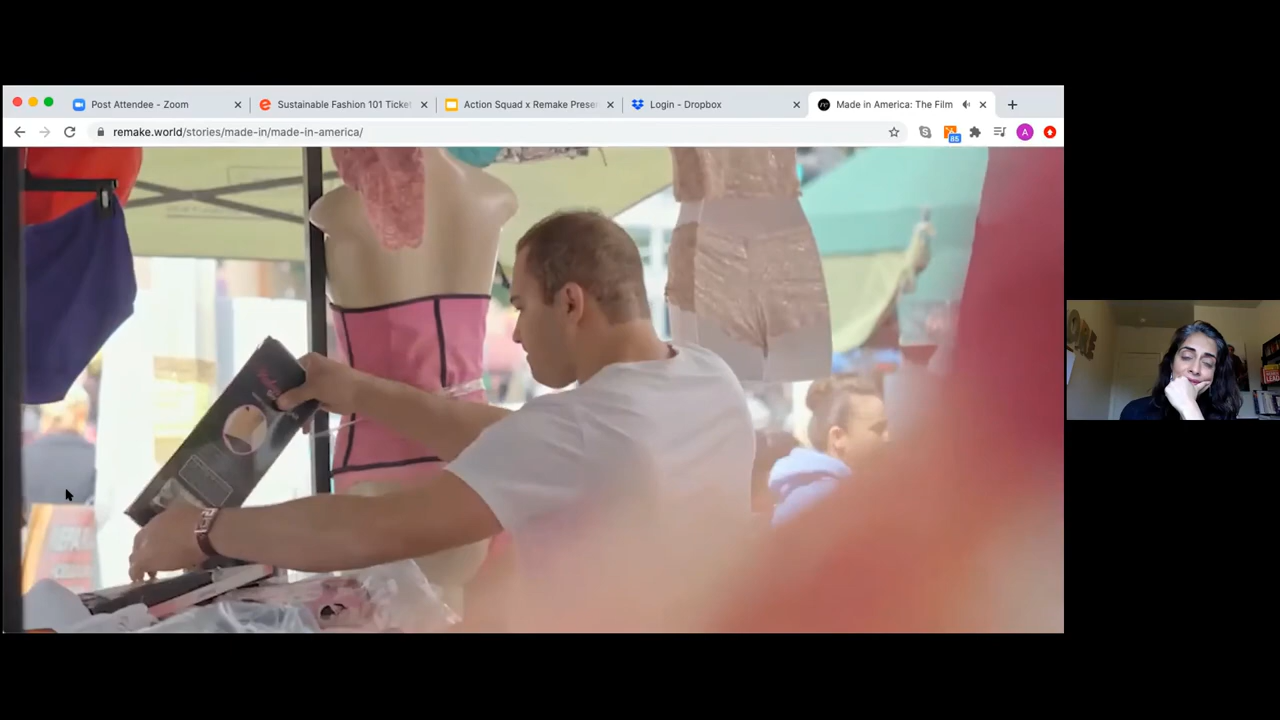 Post Attendee - Zoom
Sustainable Fashion 101 Ticket
Action Squad x Remake Prese
Login - Dropbox
Made in America: The Film
remake.world/stories/made-in/made-in-america/
85
A